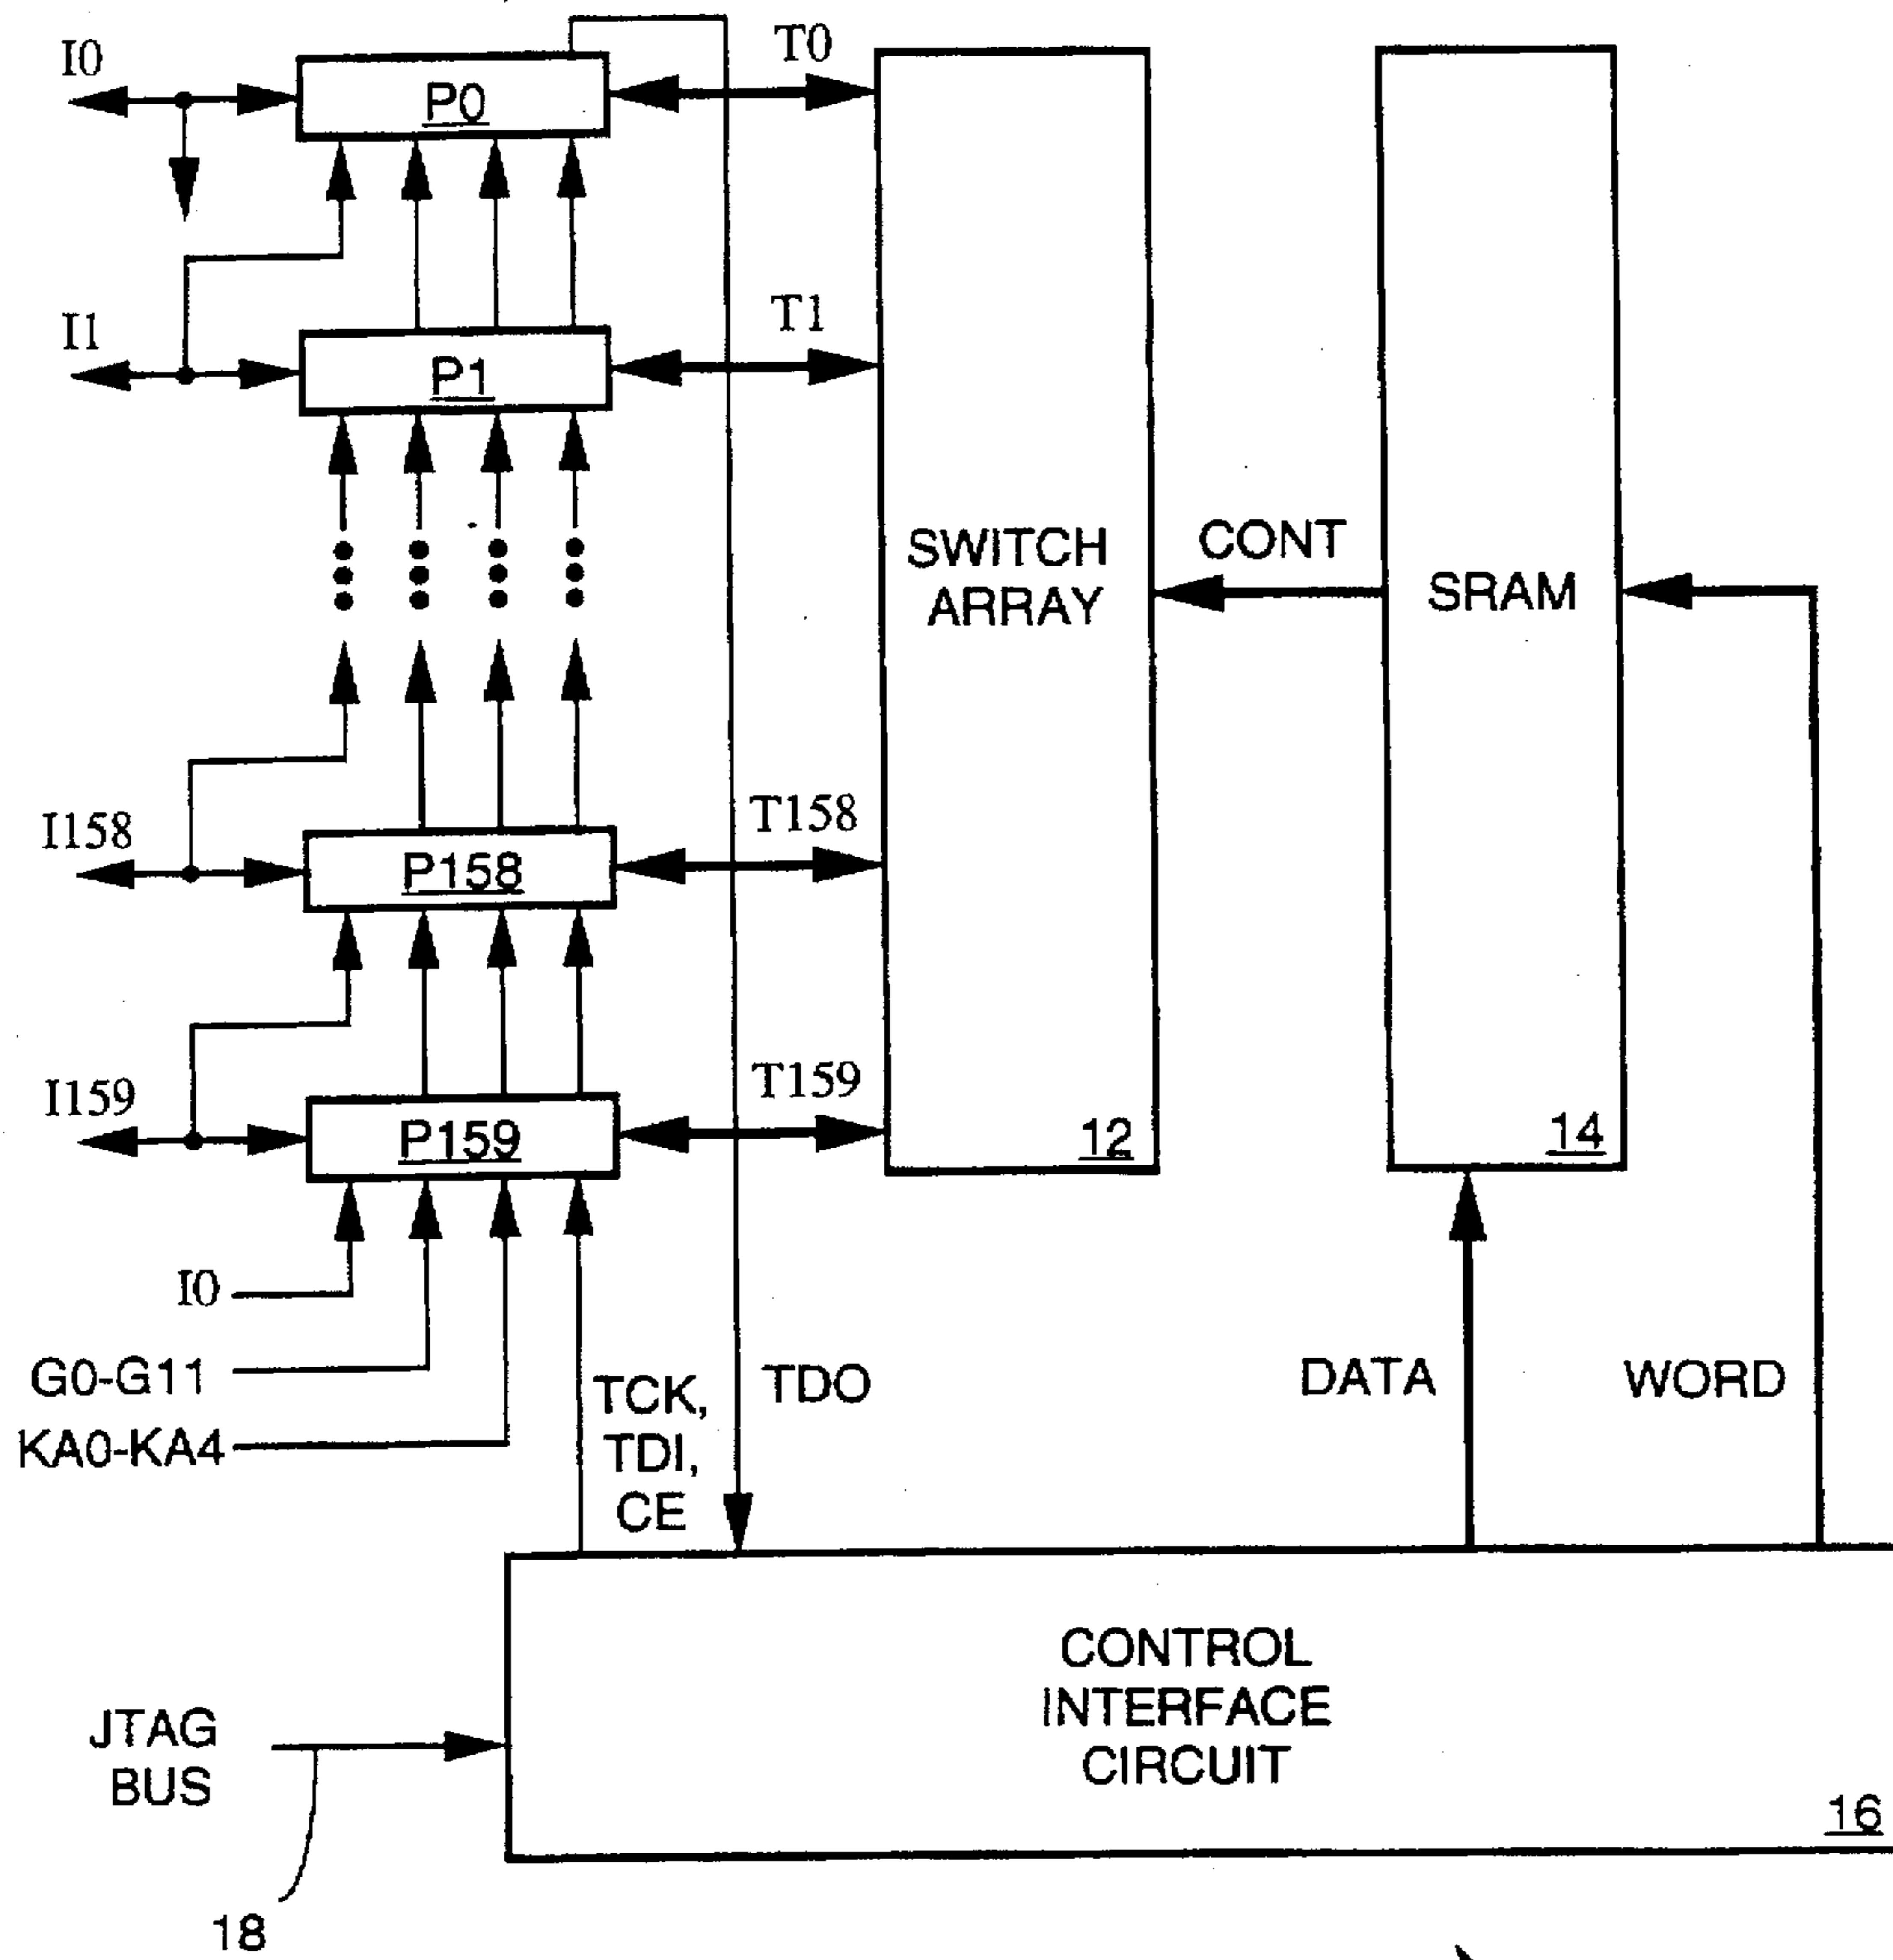 I0
P0
T0
I1
P1
T1
SWITCH
ARRAY
CONT
SRAM
I158
P158
T158
I159
P159
T159
12
14
I0
G0-G11
KA0-KA4
TCK,
TDI,
CE
TDO
DATA
WORD
CONTROL
INTERFACE
CIRCUIT
JTAG
BUS
16
18